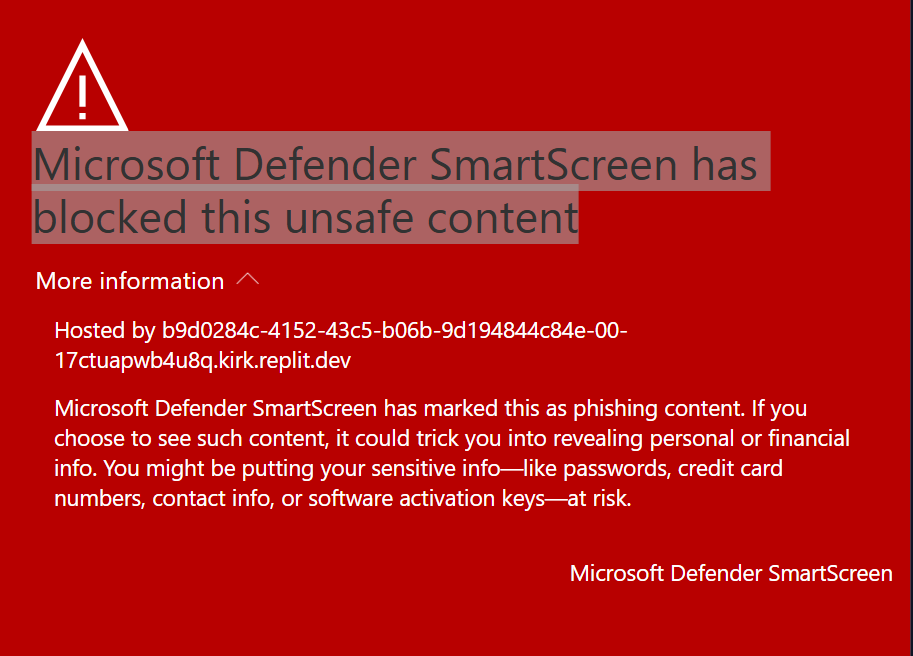 Microsoft Defender SmartScreen has
blocked this unsafe content
More information
Hosted by b9d0284c-4152-43c5-b06b-9d194844c84e-00-
17ctuapwb4u8q.kirk.replit.dev
Microsoft Defender SmartScreen has marked this as phishing content. If you
choose to see such content, it could trick you into revealing personal or financial
info. You might be putting your sensitive info—like passwords, credit card
numbers, contact info, or software activation keys—at risk.
Microsoft Defender SmartScreen